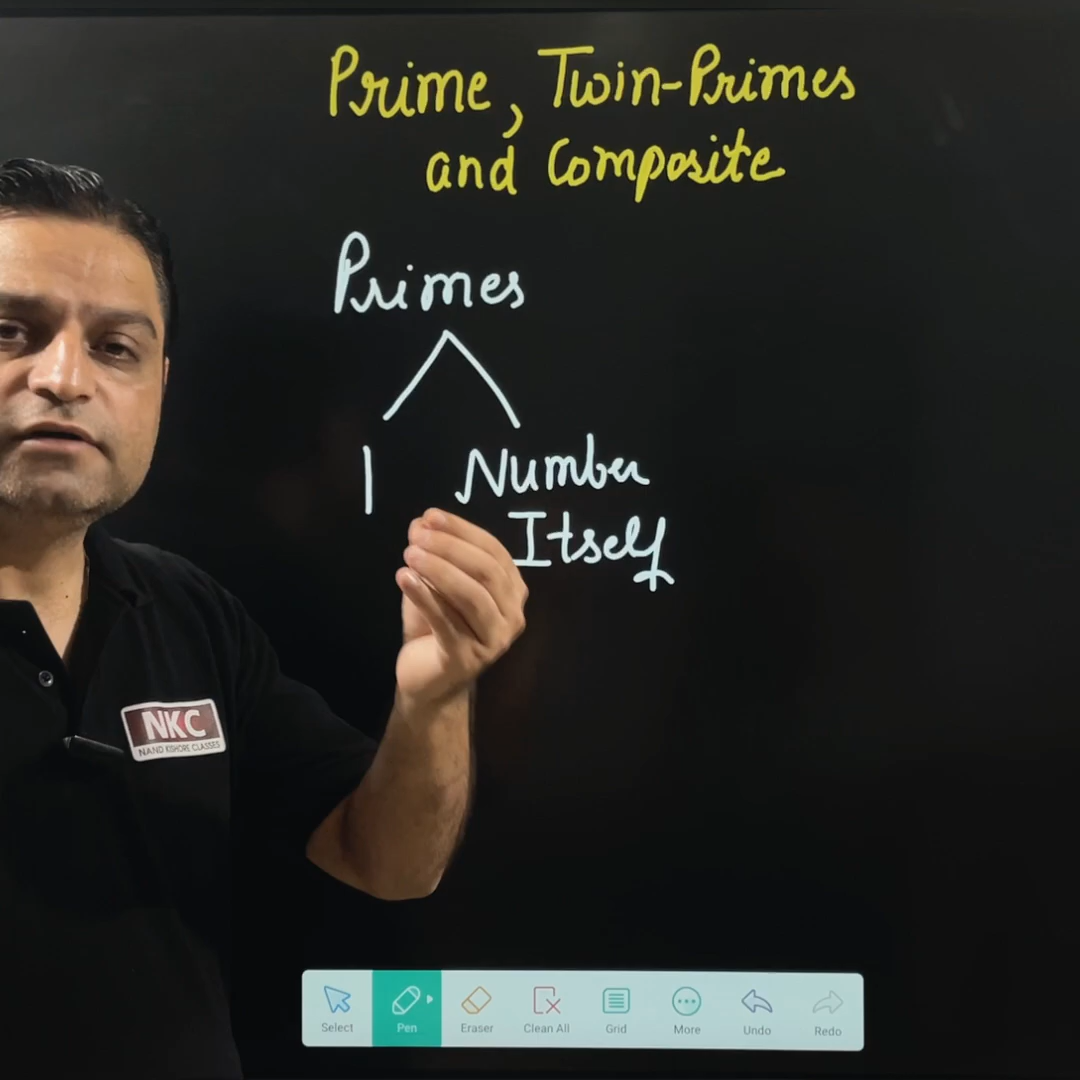 Prime, Twin-Primes
and Composite
Primes
1 Number
Itself
NKC
NAND KISHORE CLASSES
Select Pen Eraser Clean All Grid More Undo Redo